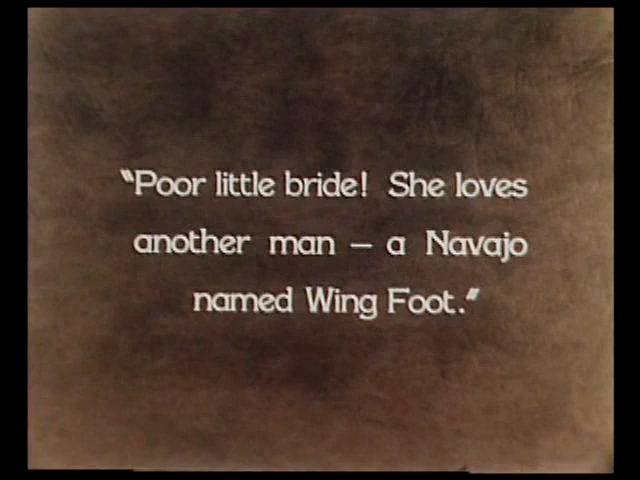 "Poor little bride! She loves
another man – a Navajo
named Wing Foot."